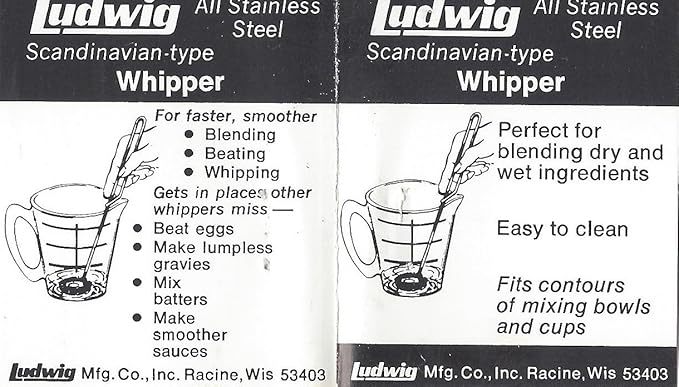 Ludwig
All Stainless
Steel
Scandinavian-type
Whipper
For faster, smoother
• Blending
• Beating
• Whipping
Gets in places other
whippers miss —
• Beat eggs
• Make lumpless
gravies
• Mix
batters
• Make
smoother
sauces
Ludwig Mfg. Co., Inc. Racine, Wis 53403
Ludwig
All Stainless
Steel
Scandinavian-type
Whipper
Perfect for
blending dry and
wet ingredients
Easy to clean
Fits contours
of mixing bowls
and cups
Ludwig Mfg. Co., Inc. Racine, Wis 53403